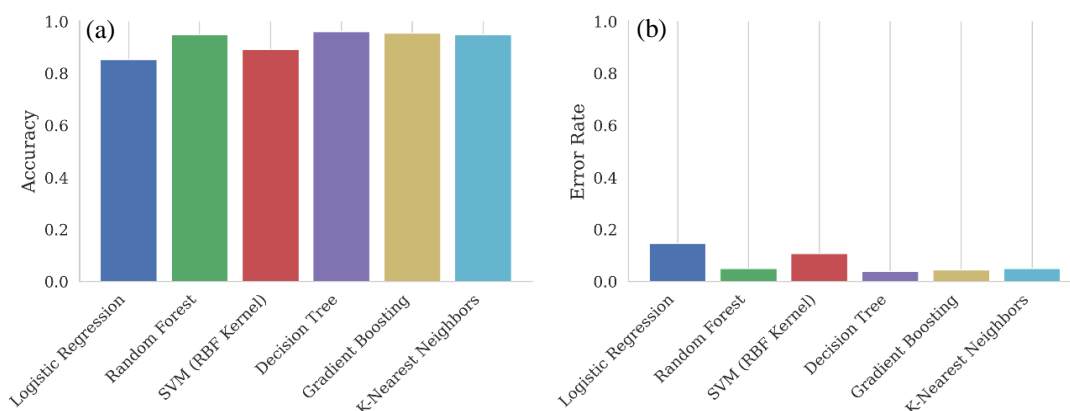 (a)
Accuracy
1.0
0.8
0.6
0.4
0.2
0.0
Logistic Regression
Random Forest
SVM (RBF Kernel)
Decision Tree
Gradient Boosting
K-Nearest Neighbors
(b)
Error Rate
1.0
0.8
0.6
0.4
0.2
0.0
Logistic Regression
Random Forest
SVM (RBF Kernel)
Decision Tree
Gradient Boosting
K-Nearest Neighbors